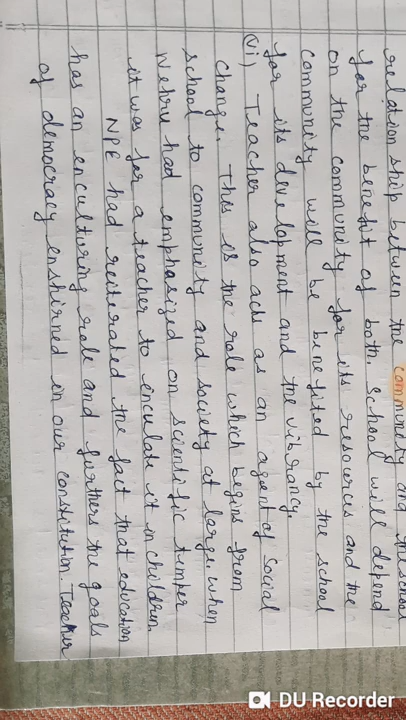 relation ship between the community and the school
for the benefit of both. School will depend
on the community for its resources and the
community will be benefited by the school
for its development and the vibrancy.
(vi) Teacher also acts as an agent of social
change. This is the role which begins from
school to community and society at large. when
Nehru had emphasized on scientific temper
it was for a teacher to enculate it in children.
NPE had reiterated the fact that education
has an enculturing role and furthers the goals
of democracy enshrined in our constitution. Teacher
DU Recorder